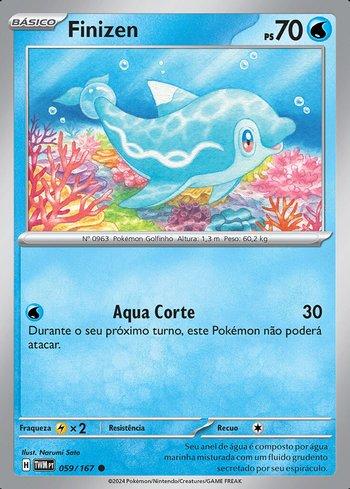 BÁSICO Finizen PS 70
Nº 0963 Pokémon Golfinho Altura: 1,3 m Peso: 60,2 kg
Aqua Corte 30
Durante o seu próximo turno, este Pokémon não poderá
atacar.
Fraqueza × 2 Resistência Recuo
Ilust. Narumi Sato
H TWM PT 059/167
Seu anel de água é composto por água
marinha misturada com um fluido grudento
secretado por seu espiráculo.
©2024 Pokémon/Nintendo/Creatures/GAME FREAK